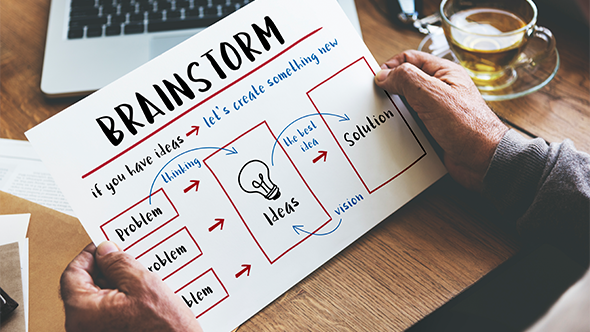 BRAINSTORM
if you have ideas → let's create something new
thinking
the best
idea
Problem
roblem
blem
Ideas
Solution
vision